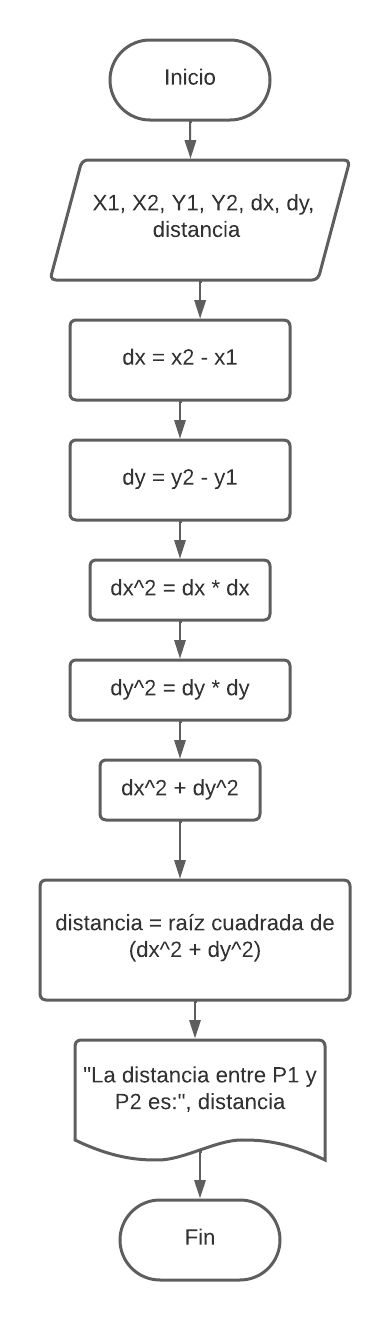 Inicio
X1, X2, Y1, Y2, dx, dy,
distancia
dx = x2 - x1
dy = y2 - y1
dx^2 = dx * dx
dy^2 = dy * dy
dx^2 + dy^2
distancia = raíz cuadrada de
(dx^2 + dy^2)
"La distancia entre P1 y
P2 es:", distancia
Fin